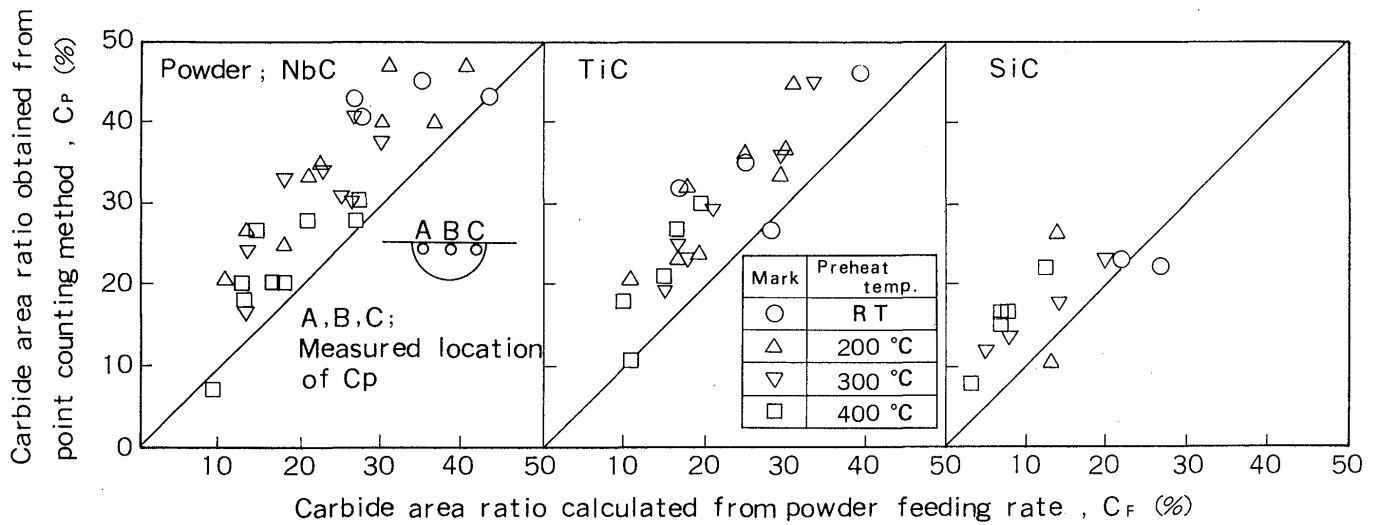 Carbide area ratio obtained from
point counting method , CP (%)
50
40
30
20
10
0
Powder ; NbC
A B C
A,B,C;
Measured location
of Cp
TiC
Mark Preheat temp.
○ RT
△ 200 °C
▽ 300 °C
□ 400 °C
SiC
10 20 30 40 50 10 20 30 40 50 10 20 30 40 50
Carbide area ratio calculated from powder feeding rate , CF (%)